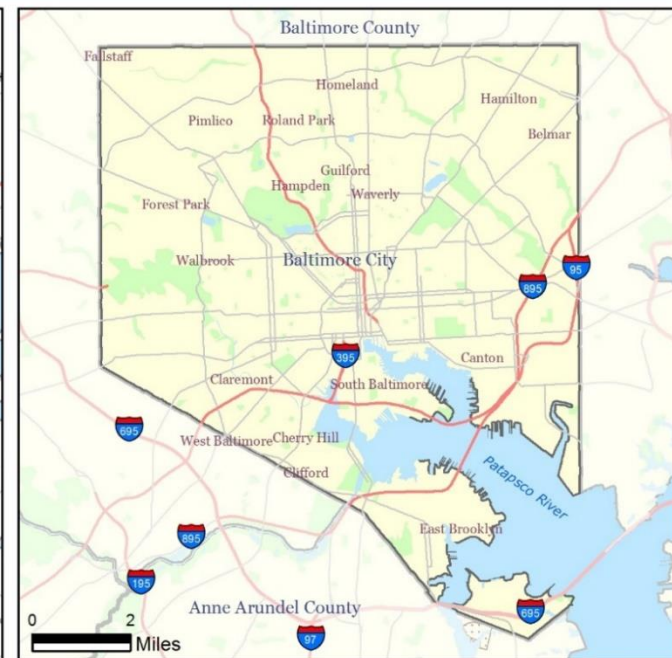 Baltimore County
Fallstaff
Homeland
Hamilton
Pimlico
Roland Park
Belmar
Guilford
Hampden
Waverly
Forest Park
Walbrook
Baltimore City
95
895
395
Canton
Claremont
South Baltimore
695
West Baltimore
Cherry Hill
Clifford
Patapsco River
895
East Brooklyn
195
Anne Arundel County
695
97
0 2
Miles